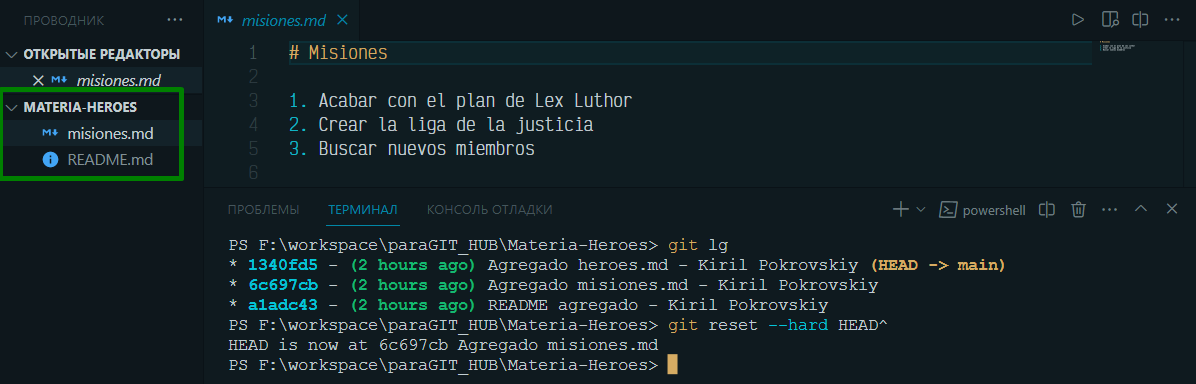 ПРОВОДНИК
ОТКРЫТЫЕ РЕДАКТОРЫ
misiones.md
MATERIA-HEROES
misiones.md
README.md
misiones.md
1 # Misiones
2
3 1. Acabar con el plan de Lex Luthor
4 2. Crear la liga de la justicia
5 3. Buscar nuevos miembros
6
ПРОБЛЕМЫ ТЕРМИНАЛ КОНСОЛЬ ОТЛАДКИ powershell
PS F:\workspace\paraGIT_HUB\Materia-Heroes> git lg
* 1340fd5 - (2 hours ago) Agregado heroes.md - Kiril Pokrovskiy (HEAD -> main)
* 6c697cb - (2 hours ago) Agregado misiones.md - Kiril Pokrovskiy
* a1adc43 - (2 hours ago) README agregado - Kiril Pokrovskiy
PS F:\workspace\paraGIT_HUB\Materia-Heroes> git reset --hard HEAD^
HEAD is now at 6c697cb Agregado misiones.md
PS F:\workspace\paraGIT_HUB\Materia-Heroes>